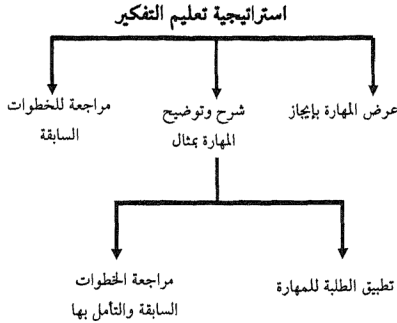 استراتيجية تعليم التفكير
عرض المهارة بإيجاز
شرح وتوضيح
المهارة بمثال
مراجعة للخطوات
السابقة
تطبيق الطلبة للمهارة
مراجعة الخطوات
السابقة والتأمل بها